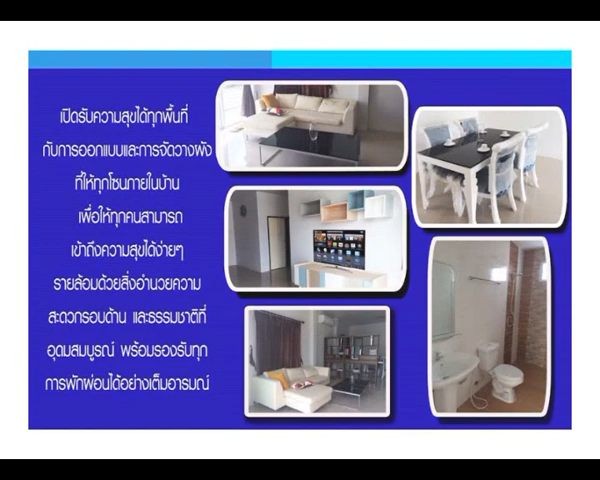 เปิดรับความสุขได้ทุกพื้นที่
กับการออกแบบและการจัดวางผัง
ที่ให้ทุกโซนภายในบ้าน
เพื่อให้ทุกคนสามารถ
เข้าถึงความสุขได้ง่ายๆ
รายล้อมด้วยสิ่งอำนวยความ
สะดวกรอบด้าน และธรรมชาติที่
อุดมสมบูรณ์ พร้อมรองรับทุก
การพักผ่อนได้อย่างเต็มอารมณ์